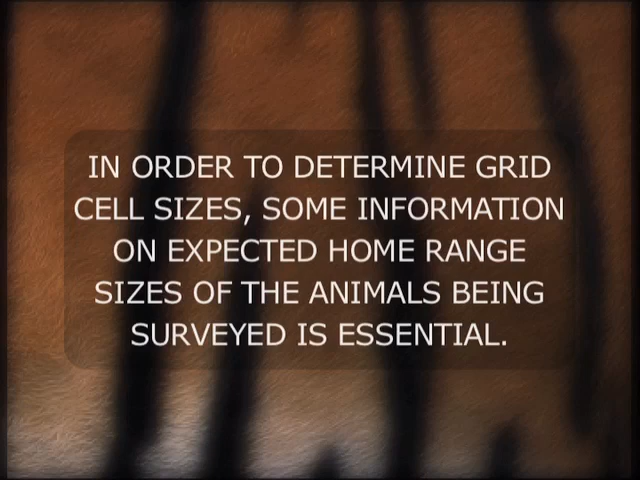 IN ORDER TO DETERMINE GRID
CELL SIZES, SOME INFORMATION
ON EXPECTED HOME RANGE
SIZES OF THE ANIMALS BEING
SURVEYED IS ESSENTIAL.